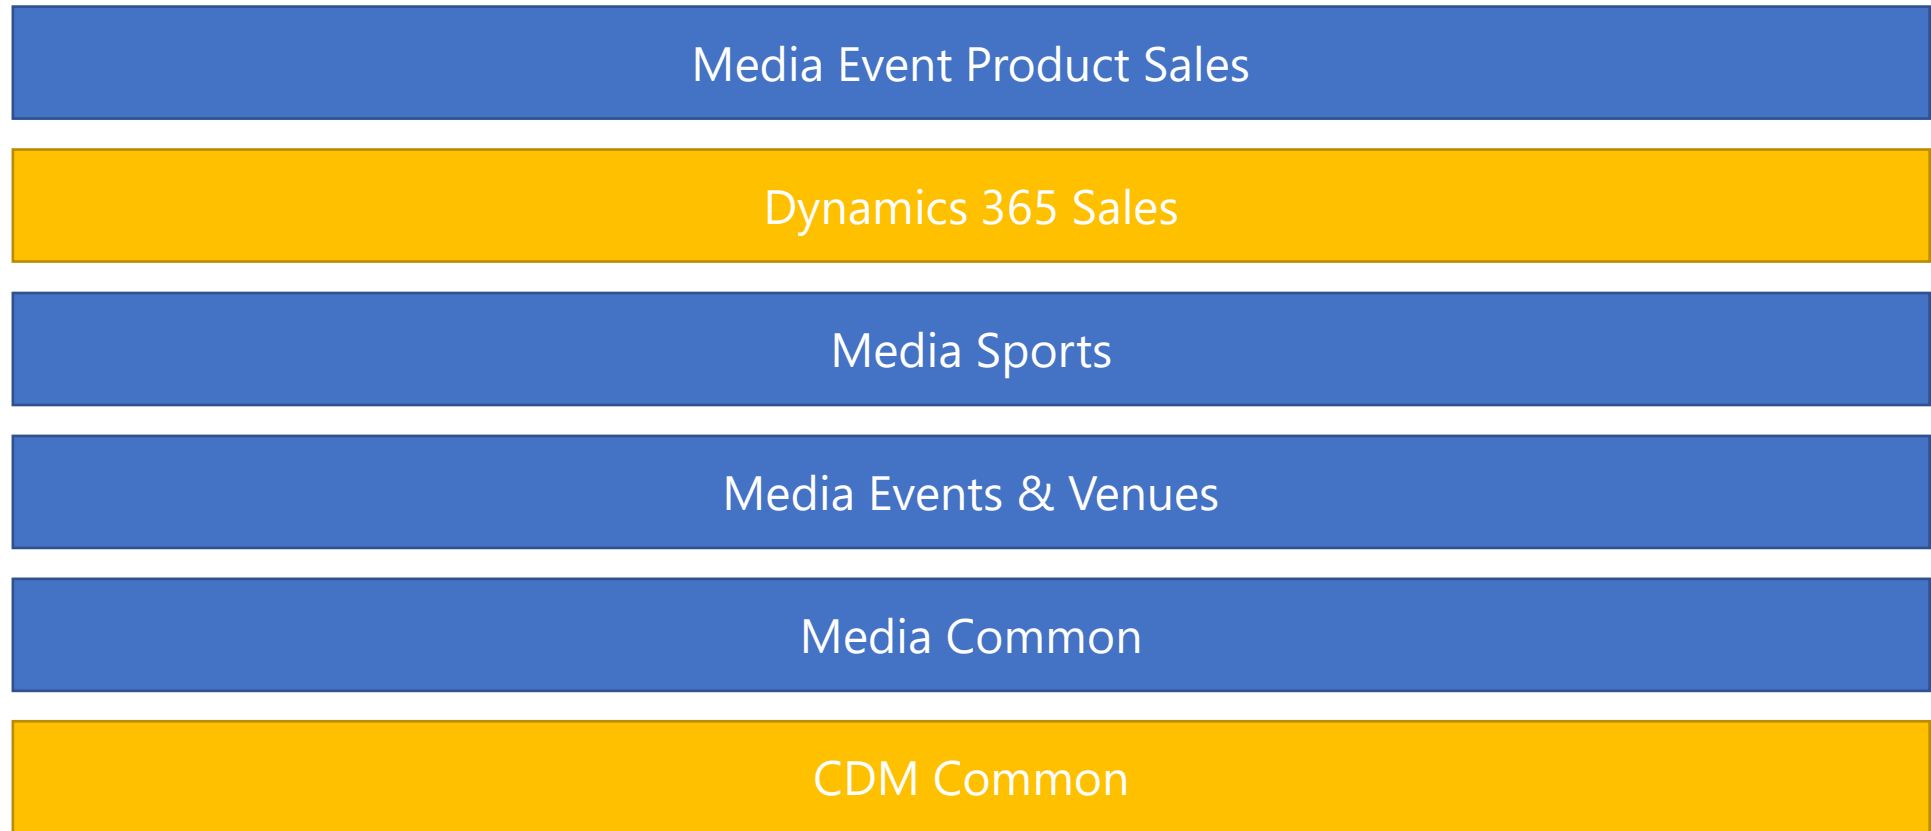 Media Event Product Sales
Dynamics 365 Sales
Media Sports
Media Events & Venues
Media Common
CDM Common